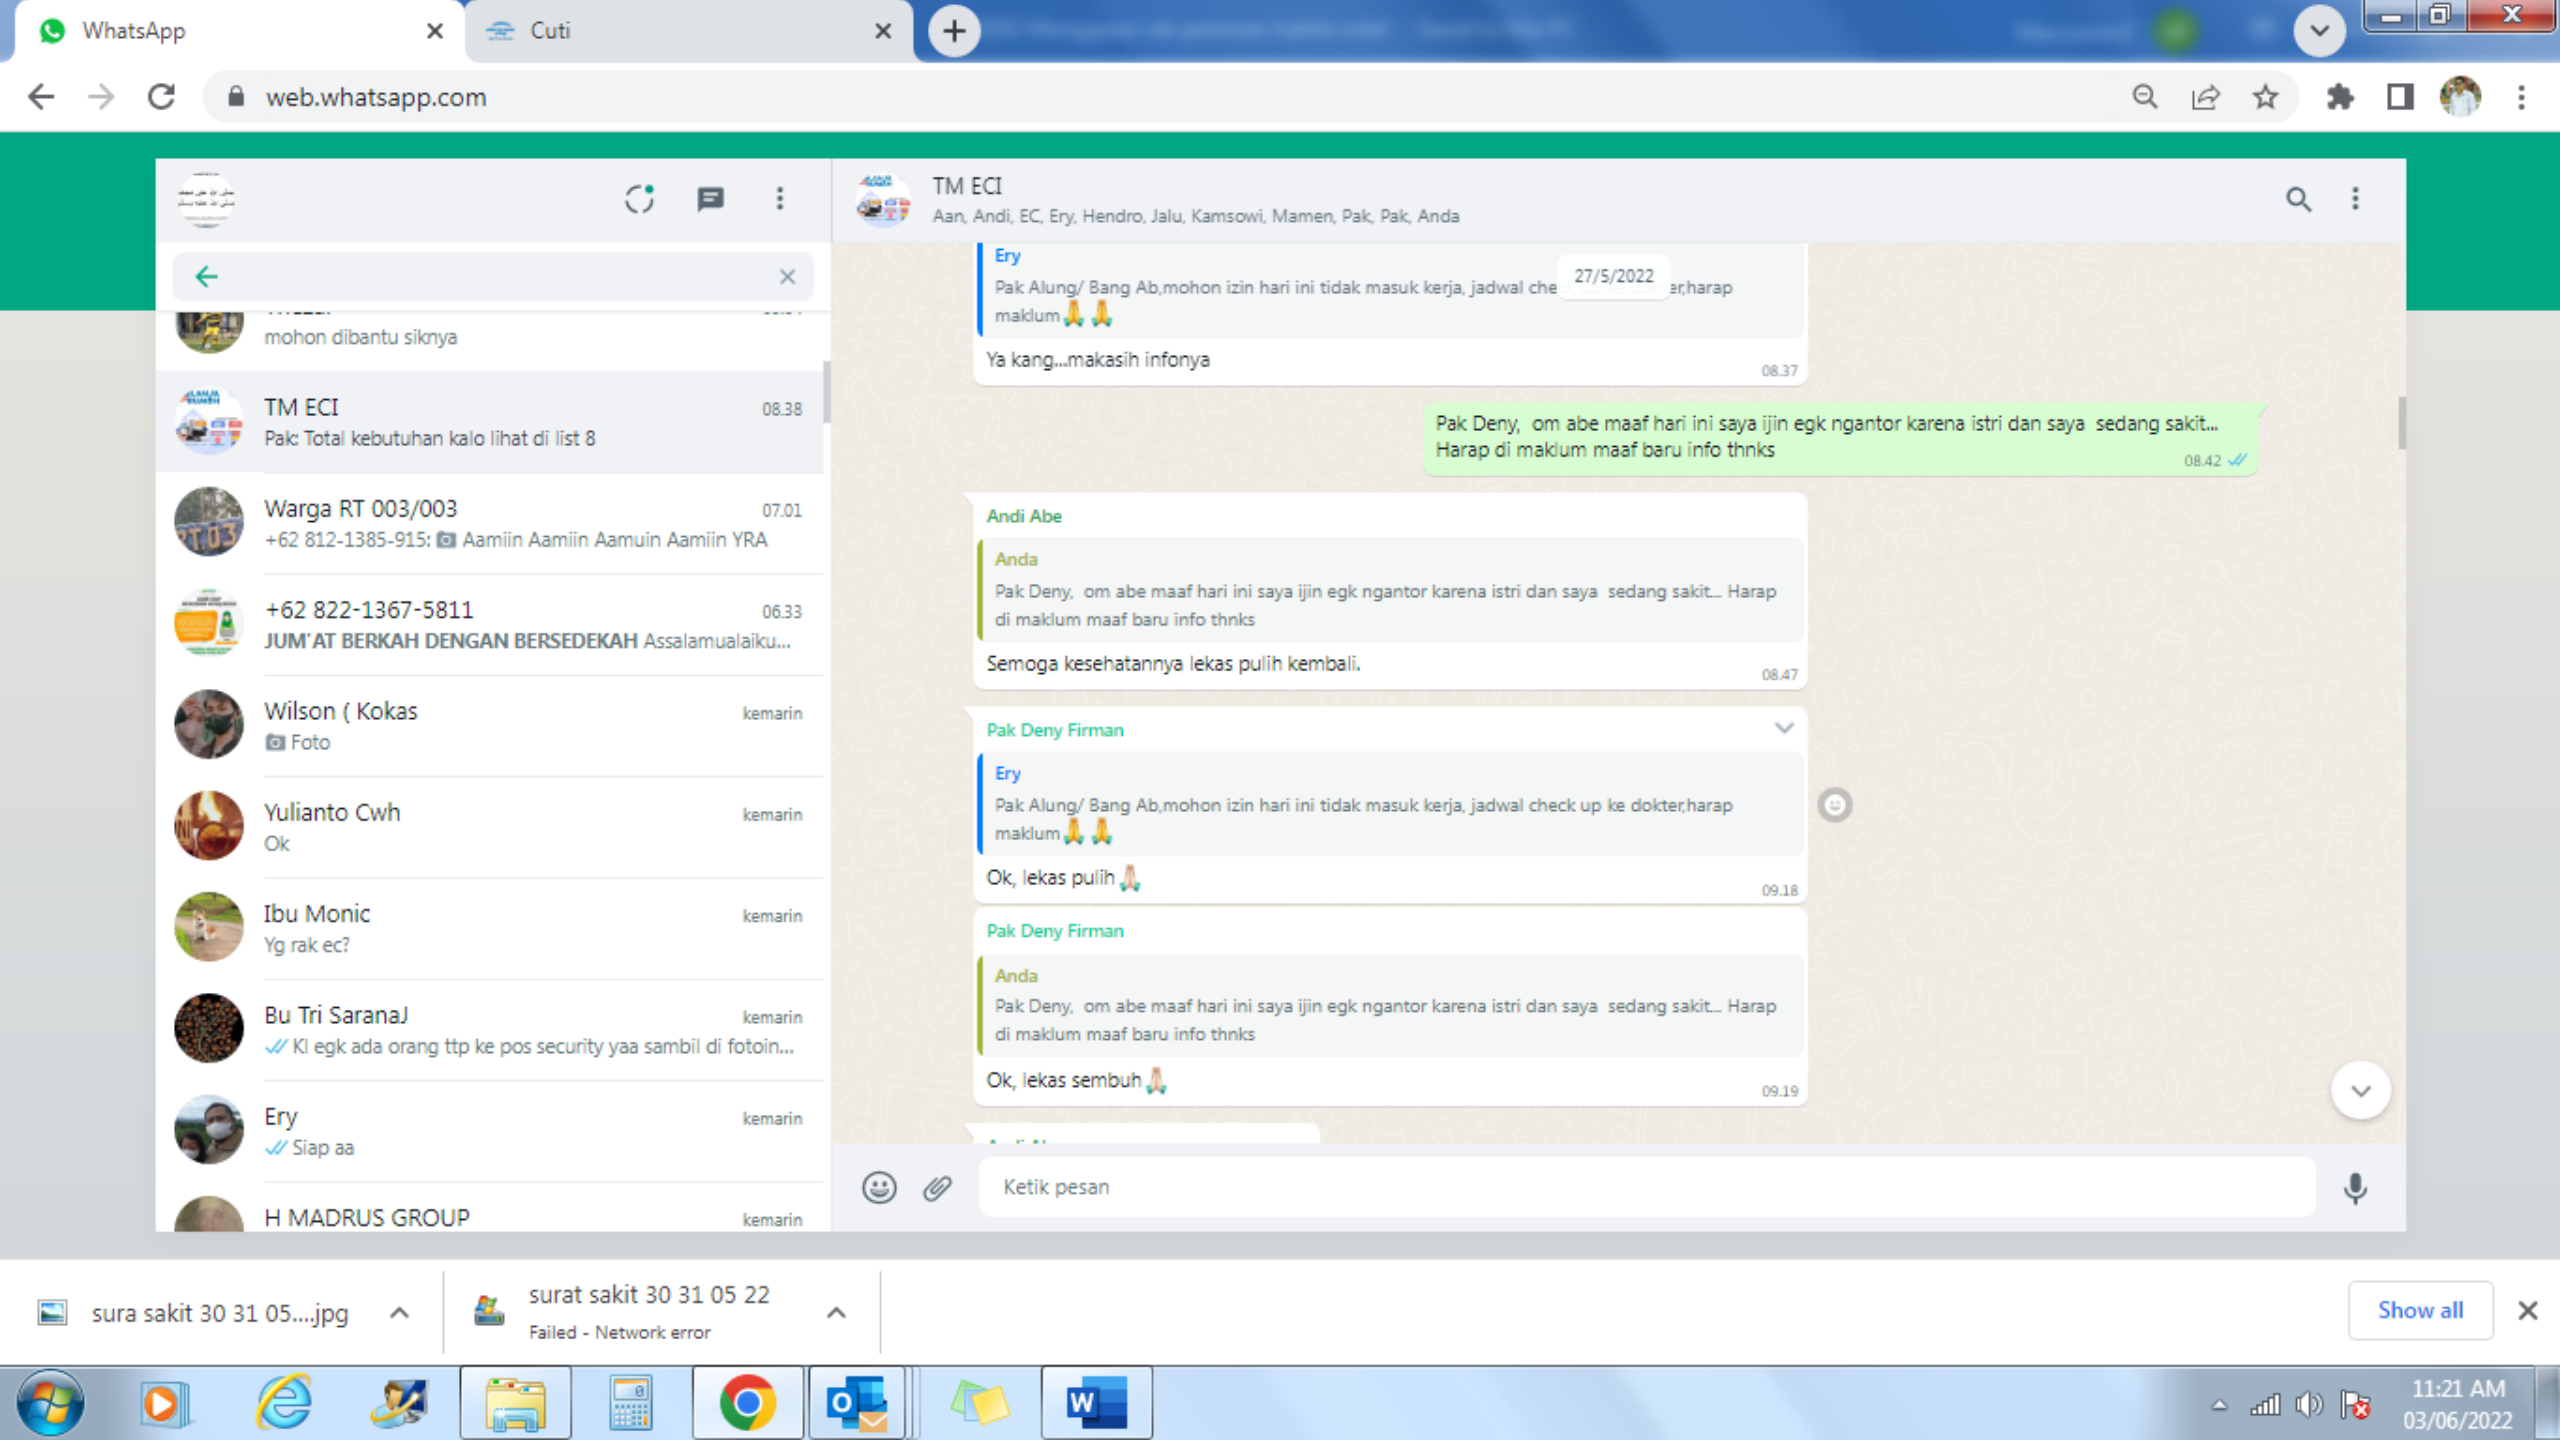 WhatsApp
Cuti
web.whatsapp.com
TM ECI
Aan, Andi, EC, Ery, Hendro, Jalu, Kamsowi, Mamen, Pak, Pak, Anda
mohon dibantu siknya
TM ECI
08.38
Pak: Total kebutuhan kalo lihat di list 8
Warga RT 003/003
07.01
+62 812-1385-915: Aamiin Aamiin Aamuin Aamiin YRA
+62 822-1367-5811
06.33
JUM'AT BERKAH DENGAN BERSEDEKAH Assalamualaiku...
Wilson ( Kokas
kemarin
Foto
Yulianto Cwh
kemarin
Ok
Ibu Monic
kemarin
Yg rak ec?
Bu Tri SaranaJ
kemarin
Kl egk ada orang ttp ke pos security yaa sambil di fotoin...
Ery
kemarin
Siap aa
H MADRUS GROUP
kemarin
Ery
27/5/2022
Pak Alung/ Bang Ab,mohon izin hari ini tidak masuk kerja, jadwal che er,harap
maklum🙏 🙏
Ya kang...makasih infonya
08.37
Pak Deny, om abe maaf hari ini saya ijin egk ngantor karena istri dan saya sedang sakit...
Harap di maklum maaf baru info thnks
08.42
Andi Abe
Anda
Pak Deny, om abe maaf hari ini saya ijin egk ngantor karena istri dan saya sedang sakit... Harap
di maklum maaf baru info thnks
Semoga kesehatannya lekas pulih kembali.
08.47
Pak Deny Firman
Ery
Pak Alung/ Bang Ab,mohon izin hari ini tidak masuk kerja, jadwal check up ke dokter,harap
maklum🙏 🙏
Ok, lekas pulih🙏🏻
09.18
Pak Deny Firman
Anda
Pak Deny, om abe maaf hari ini saya ijin egk ngantor karena istri dan saya sedang sakit... Harap
di maklum maaf baru info thnks
Ok, lekas sembuh🙏🏻
09.19
Ketik pesan
sura sakit 30 31 05....jpg
surat sakit 30 31 05 22
Failed - Network error
Show all
11:21 AM
03/06/2022